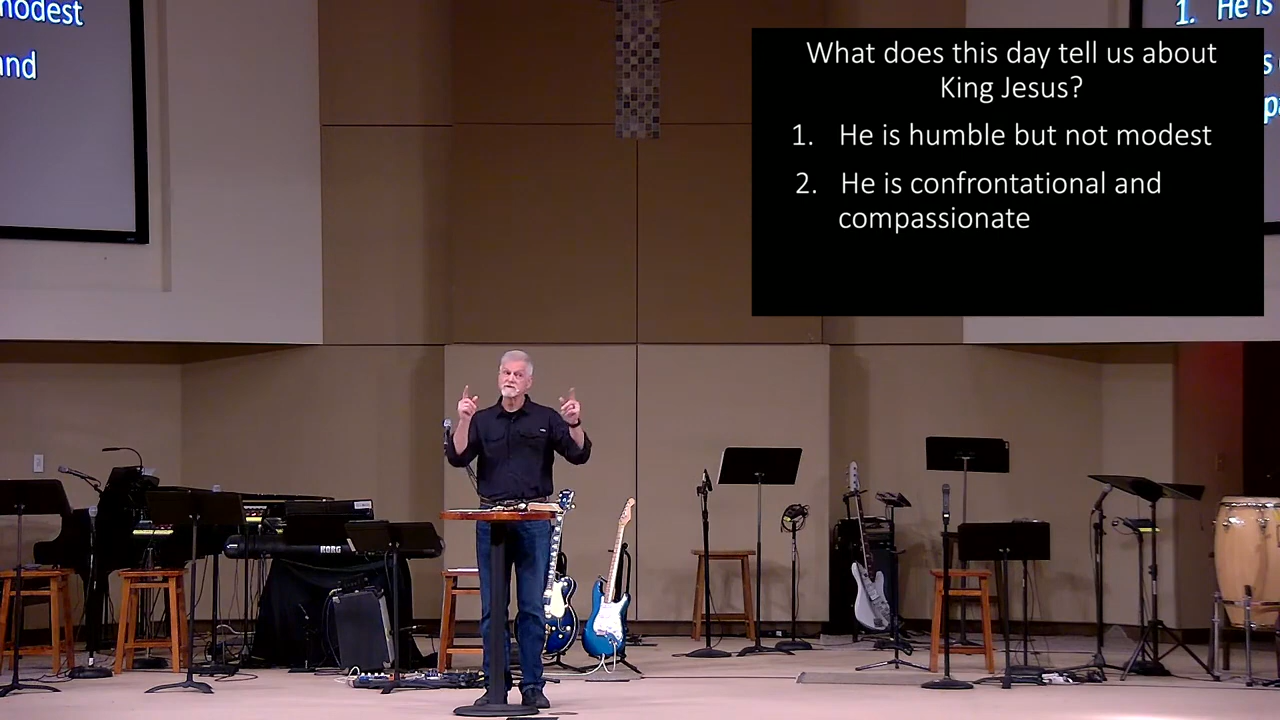 modest
and
What does this day tell us about
King Jesus?
1. He is humble but not modest
2. He is confrontational and
compassionate
1. He is
KORG